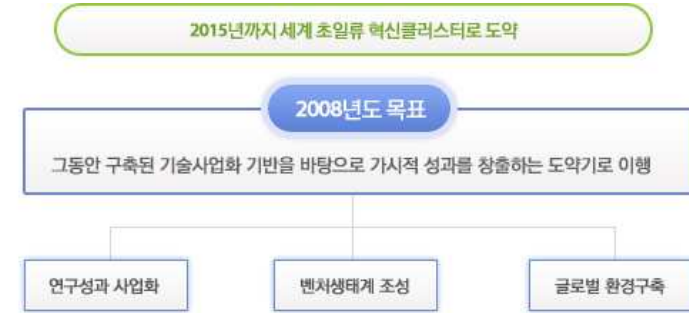 2015년까지 세계 초일류 혁신클러스터로 도약
2008년도 목표
그동안 구축된 기술사업화 기반을 바탕으로 가시적 성과를 창출하는 도약기로 이행
연구성과 사업화
벤처생태계 조성
글로벌 환경구축